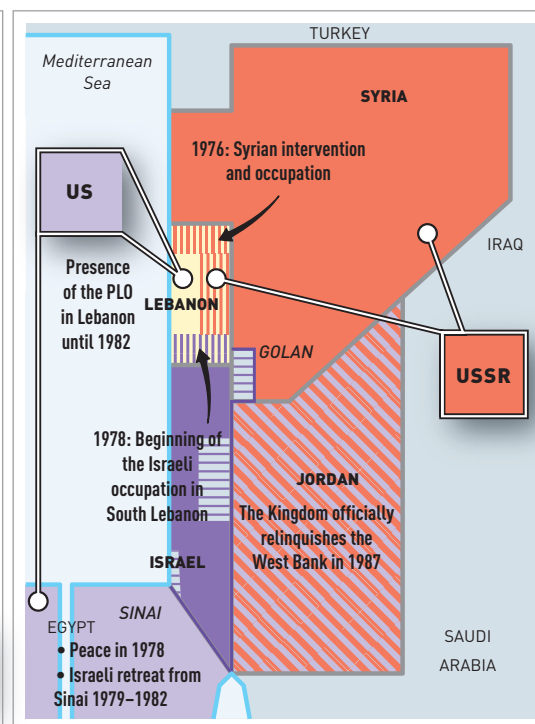 TURKEY
Mediterranean
Sea
SYRIA
1976: Syrian intervention
and occupation
US
IRAQ
Presence
of the PLO
in Lebanon
until 1982
LEBANON
GOLAN
USSR
1978: Beginning of
the Israeli
occupation in
South Lebanon
JORDAN
The Kingdom officially
relinquishes the
West Bank in 1987
ISRAEL
SINAI
EGYPT
• Peace in 1978
• Israeli retreat from
Sinai 1979–1982
SAUDI
ARABIA